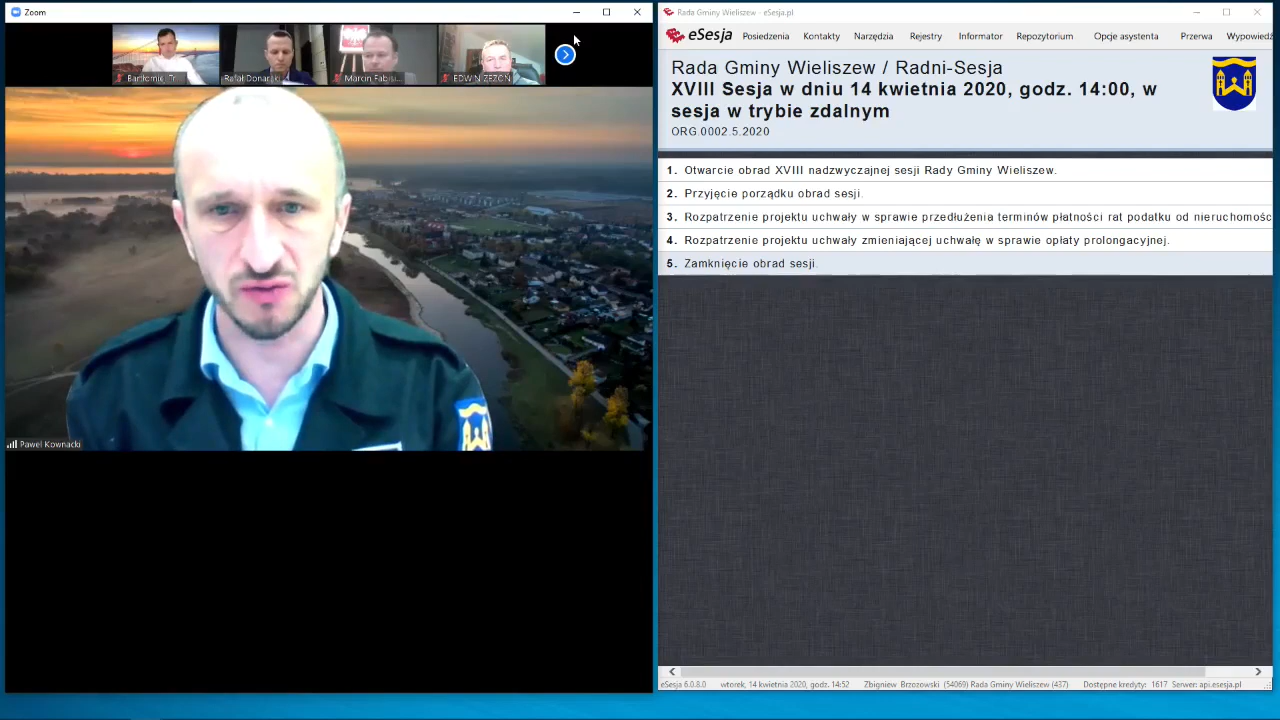 Zoom
Bartłomiej Tr...
Rafał Donarski
Marcin Fabisi...
EDWIN ZEZOŃ
Paweł Kownacki
Rada Gminy Wieliszew - eSesja.pl
eSesja Posiedzenia Kontakty Narzędzia Rejestry Informator Repozytorium Opcje asystenta Przerwa Wypowiedź
Rada Gminy Wieliszew / Radni-Sesja
XVIII Sesja w dniu 14 kwietnia 2020, godz. 14:00, w
sesja w trybie zdalnym
ORG.0002.5.2020
1. Otwarcie obrad XVIII nadzwyczajnej sesji Rady Gminy Wieliszew.
2. Przyjęcie porządku obrad sesji.
3. Rozpatrzenie projektu uchwały w sprawie przedłużenia terminów płatności rat podatku od nieruchomośc
4. Rozpatrzenie projektu uchwały zmieniającej uchwałę w sprawie opłaty prolongacyjnej.
5. Zamknięcie obrad sesji.
eSesja 6.0.8.0 wtorek, 14 kwietnia 2020, godz. 14:52 Zbigniew Brzozowski (54069) Rada Gminy Wieliszew (437) Dostępne kredyty: 1617 Serwer: api.esesja.pl